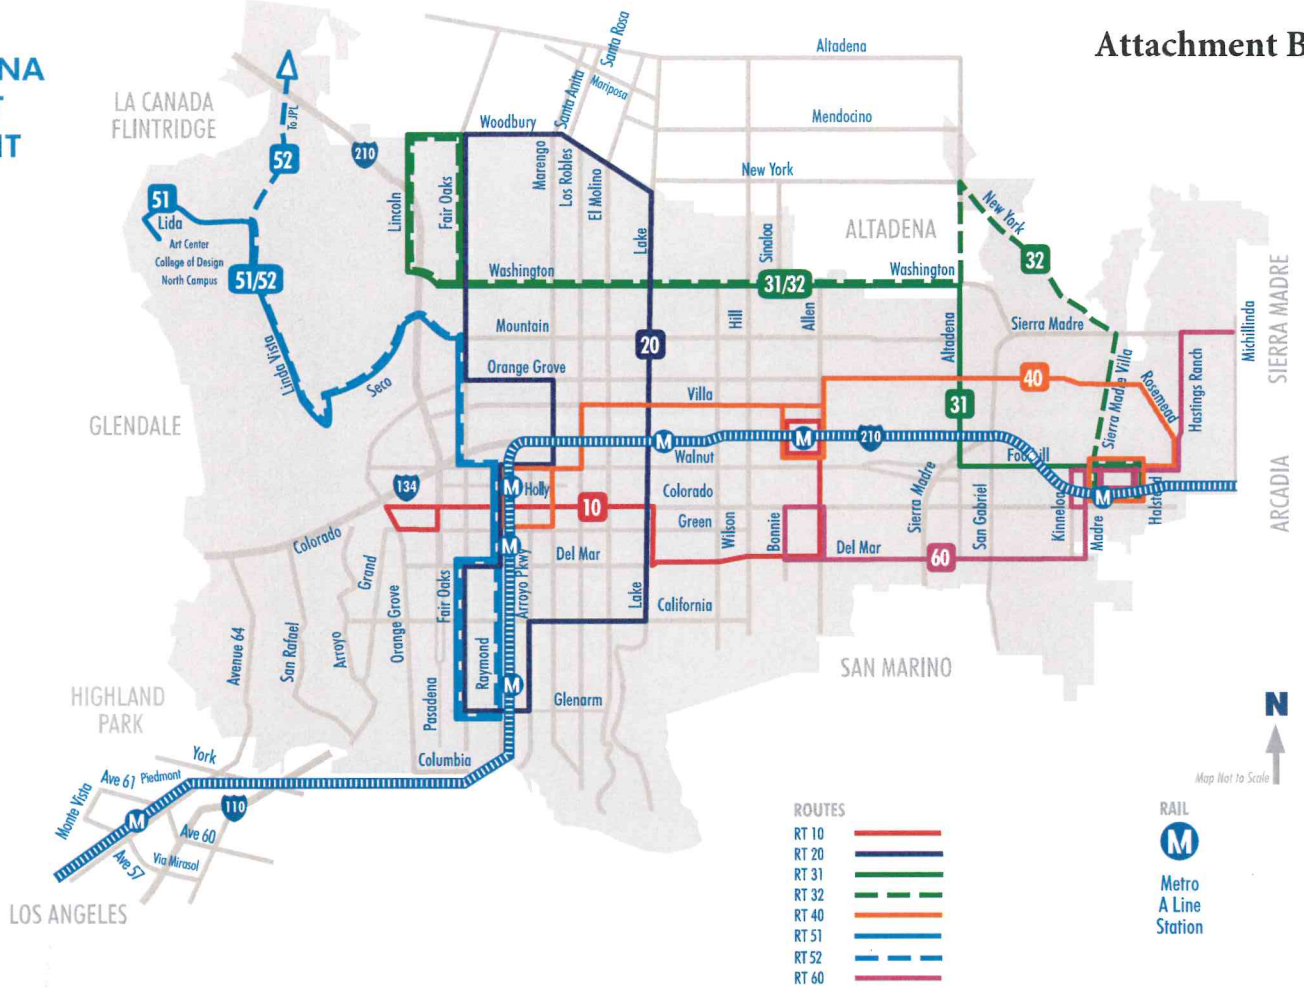 Attachment B
NA
T
IT
LA CANADA
FLINTRIDGE
To JPL
52
210
51
Lida
Art Center
College of Design
North Campus
51/52
Linda Vista
Seco
Lincoln
Fair Oaks
Woodbury
Santa Anita
Santa Rosa
Mariposa
Marengo
Los Robles
El Molino
Lake
Altadena
Mendocino
New York
Sinaloa
ALTADENA
New York
32
Washington
31/32
Washington
Mountain
20
Hill
Allen
Altadena
Sierra Madre
Michillinda
SIERRA MADRE
Orange Grove
Villa
40
31
Sierra Madre Villa
Rosemead
Hastings Ranch
GLENDALE
M
Walnut
M
210
Foothill
134
M
Holly
Colorado
10
Green
Wilson
Bonnie
Sierra Madre
San Gabriel
Kinneloa
M
Madre
Halstead
ARCADIA
Colorado
Grand
M
Del Mar
Del Mar
60
Arroyo Pkwy
Fair Oaks
Orange Grove
Lake
California
Avenue 64
San Rafael
Arroyo
Raymond
SAN MARINO
Pasadena
M
Glenarm
HIGHLAND
PARK
York
Columbia
N
Map Not to Scale
Ave 61
Piedmont
Monte Vista
M
110
Ave 60
Ave 57
Via Mirasol
LOS ANGELES
ROUTES
RT 10
RT 20
RT 31
RT 32
RT 40
RT 51
RT 52
RT 60
RAIL
M
Metro
A Line
Station